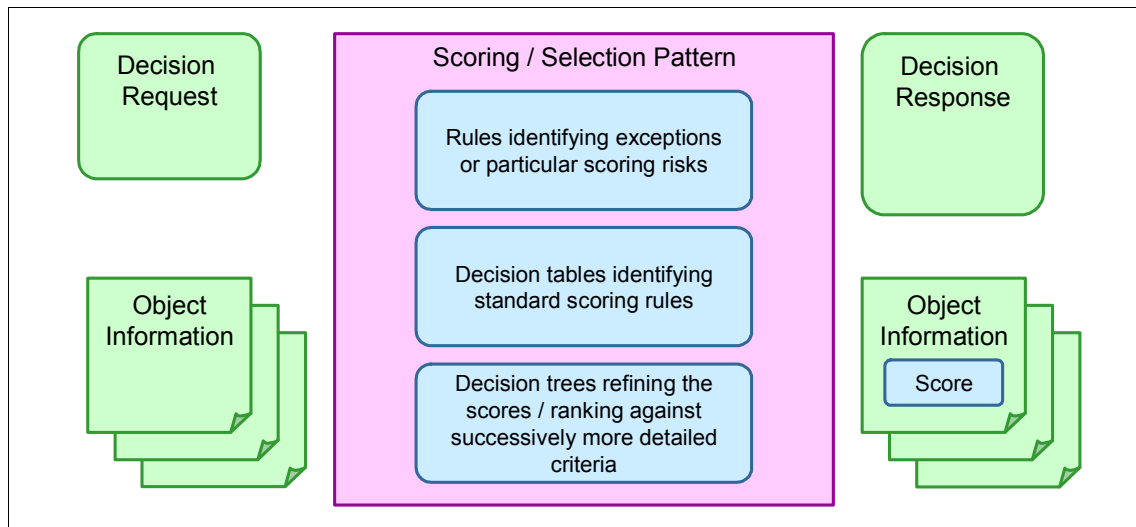 Decision
Request
Scoring / Selection Pattern
Rules identifying exceptions
or particular scoring risks
Decision tables identifying
standard scoring rules
Decision trees refining the
scores / ranking against
successively more detailed
criteria
Decision
Response
Object
Information
Object
Information
Score